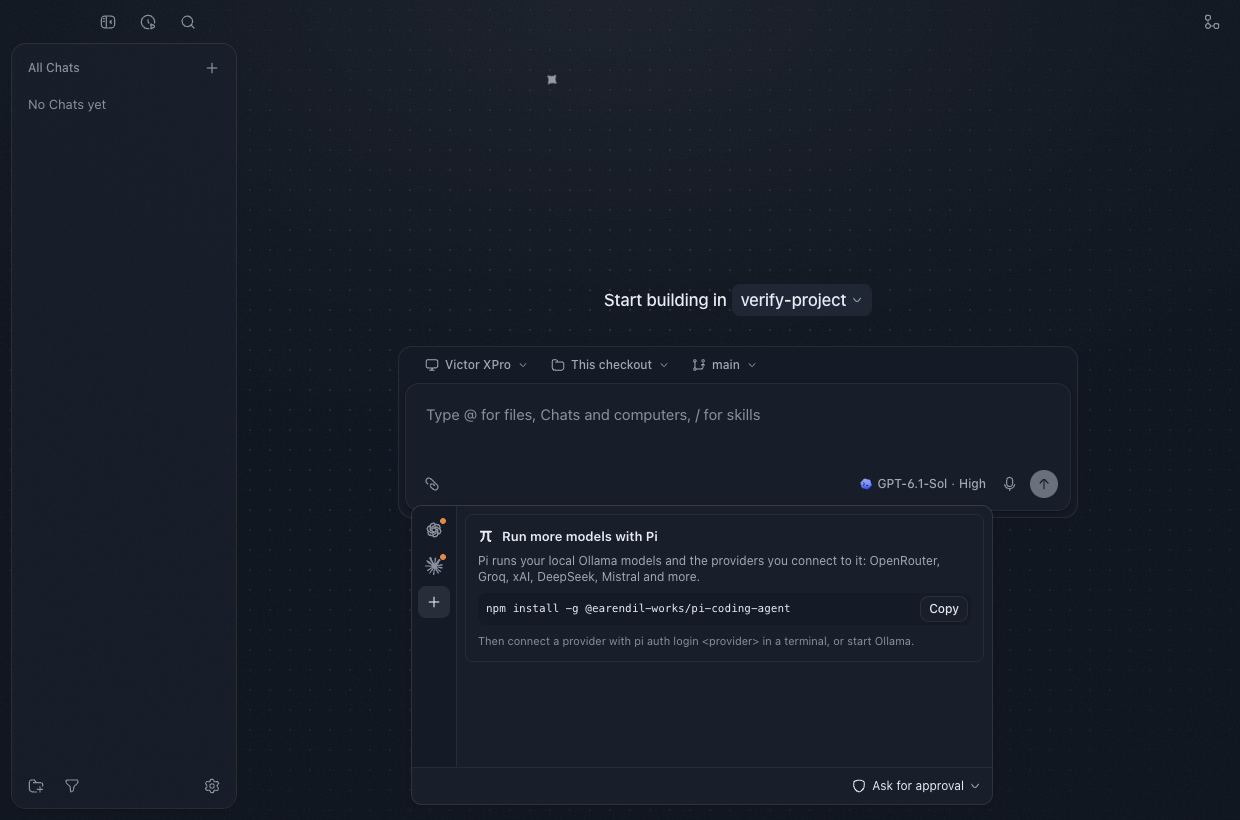 All Chats
No Chats yet
Start building in verify-project
Victor XPro This checkout main
Type @ for files, Chats and computers, / for skills
GPT-6.1-Sol · High
Run more models with Pi
Pi runs your local Ollama models and the providers you connect to it: OpenRouter,
Groq, xAI, DeepSeek, Mistral and more.
npm install -g @earendil-works/pi-coding-agent Copy
Then connect a provider with pi auth login <provider> in a terminal, or start Ollama.
Ask for approval